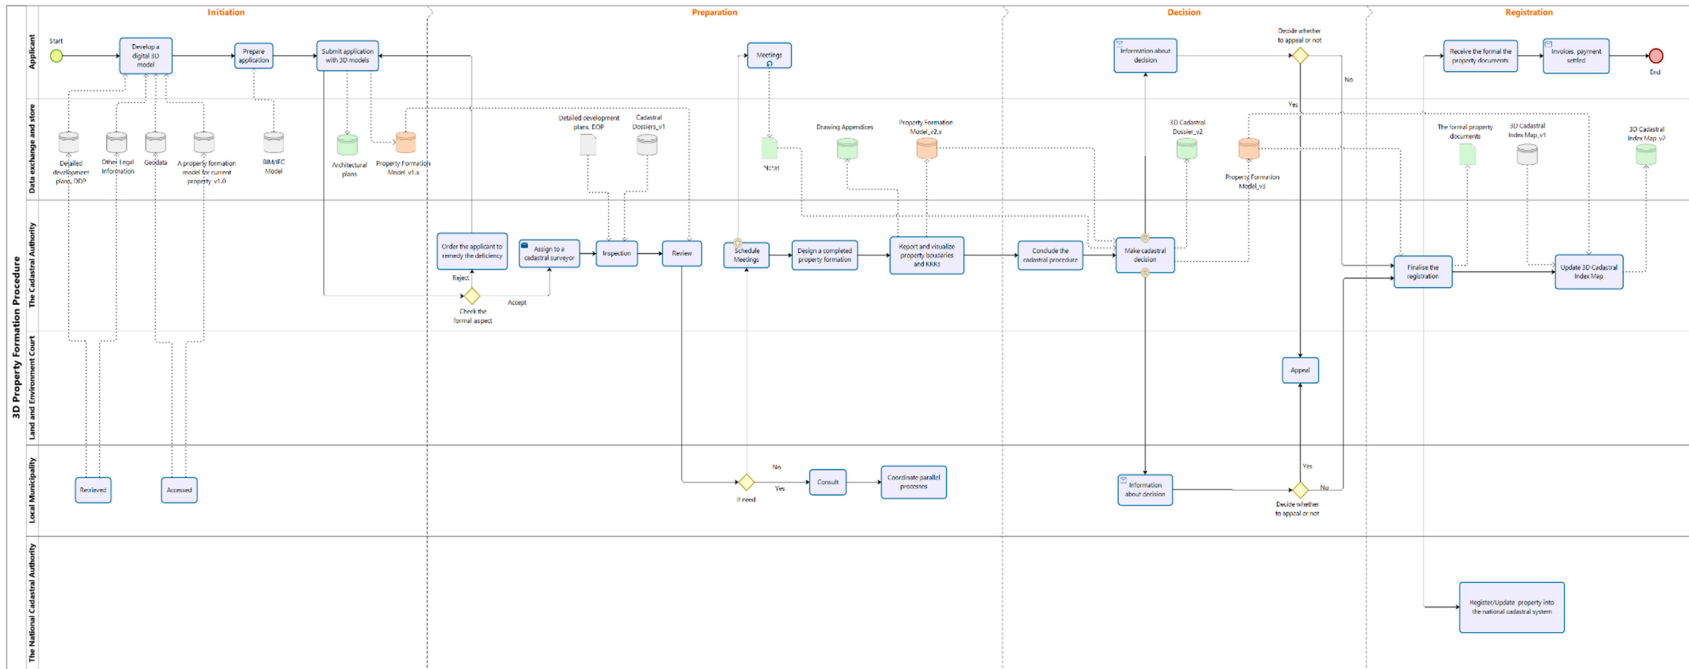 3D Property Formation Procedure
Initiation
Preparation
Decision
Registration
Applicant
Start
Develop a
digital 3D
model
Prepare
application
Submit application
with 3D models
Meetings
Information about
decision
Decide whether
to appeal or not
No
Yes
Receive the formal the
property documents
Invoices, payment
settled
End
Data exchange and store
Detailed
development
plans, DDP
Other Legal
Information
Geodata
A property formation
model for current
property_v1.0
BIM/IFC
Model
Architectural
plans
Property Formation
Model_v1.x
Detailed development
plans, DDP
Cadastral
Dossiers_v1
Notes
Drawing Appendices
Property Formation
Model_v2.x
3D Cadastral
Dossier_v2
Property Formation
Model_v3
The formal property
documents
3D Cadastral
Index Map_v1
3D Cadastral
Index Map_v2
The Cadastral Authority
Order the applicant to
remedy the deficiency
Reject
Accept
Check the
formal aspect
Assign to a
cadastral surveyor
Inspection
Review
Schedule
Meetings
Design a completed
property formation
Report and visualize
property boudaries
and RRRs
Conclude the
cadastral procedure
Make cadastral
decision
Finalise the
registration
Update 3D Cadastral
Index Map
Land and Environment Court
Appeal
Local Municipality
Retrieved
Accessed
If need
No
Yes
Consult
Coordinate parallel
processes
Information
about decision
Yes
No
Decide whether
to appeal or not
The National Cadastral Authority
Register/Update property into
the national cadastral system